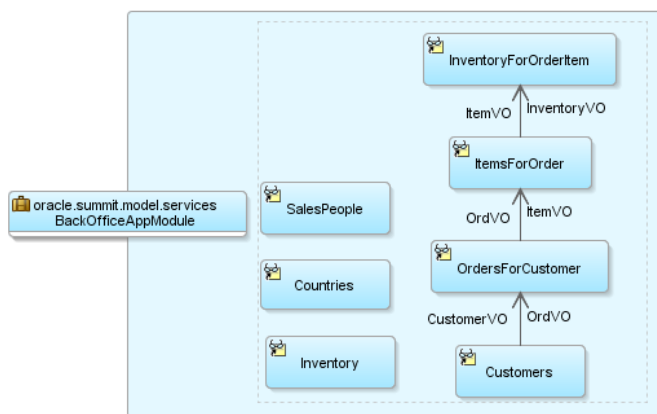 InventoryForOrderItem
ItemVO
InventoryVO
ItemsForOrder
oracle.summit.model.services
BackOfficeAppModule
SalesPeople
OrdVO
ItemVO
OrdersForCustomer
Countries
CustomerVO
OrdVO
Inventory
Customers